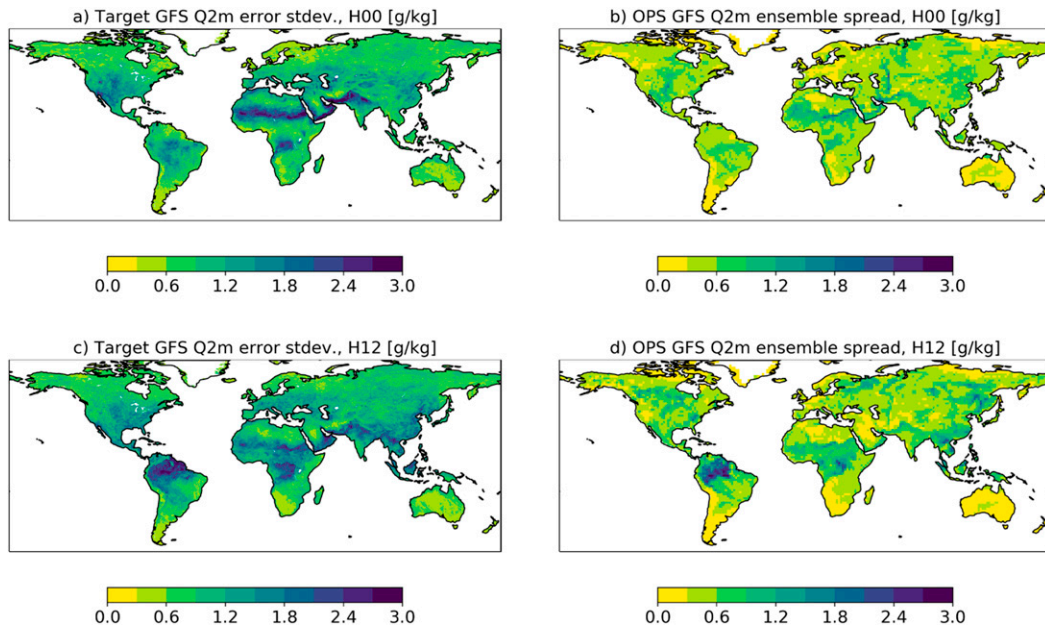 a) Target GFS Q2m error stdev., H00 [g/kg]
b) OPS GFS Q2m ensemble spread, H00 [g/kg]
0.0 0.6 1.2 1.8 2.4 3.0
0.0 0.6 1.2 1.8 2.4 3.0
c) Target GFS Q2m error stdev., H12 [g/kg]
d) OPS GFS Q2m ensemble spread, H12 [g/kg]
0.0 0.6 1.2 1.8 2.4 3.0
0.0 0.6 1.2 1.8 2.4 3.0